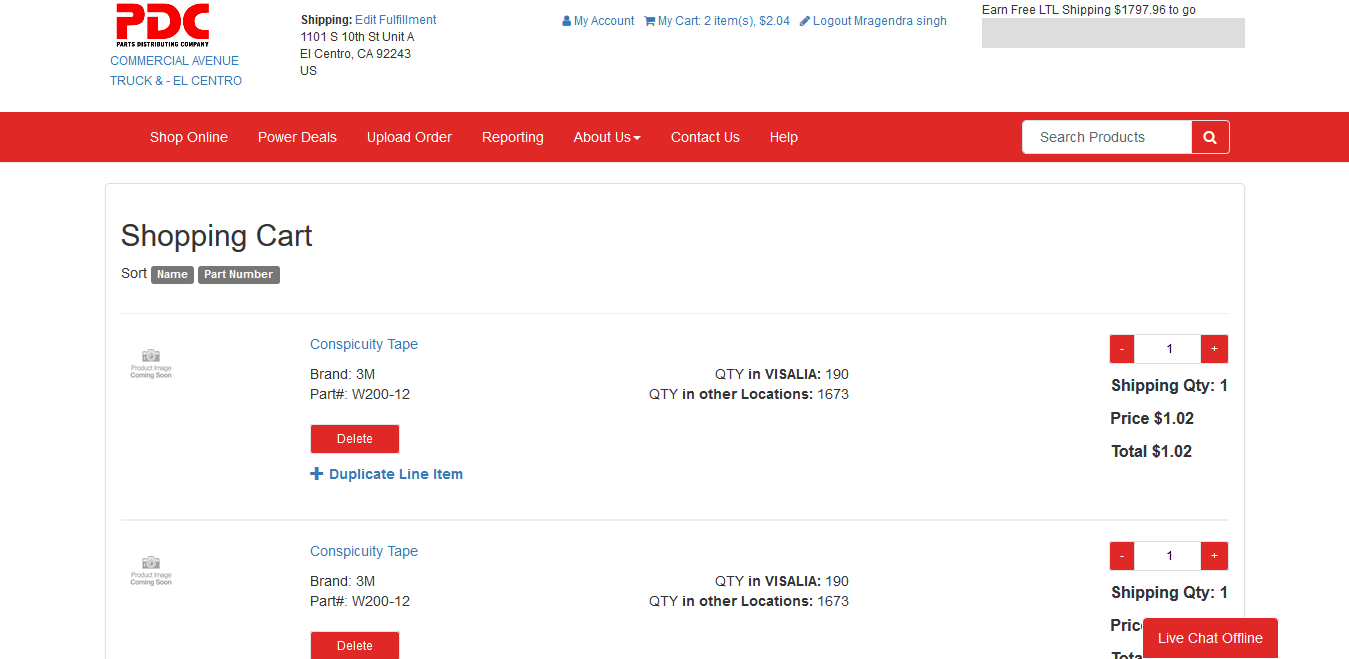 PDC
PARTS DISTRIBUTING COMPANY
COMMERCIAL AVENUE
TRUCK & - EL CENTRO
Shipping: Edit Fulfillment
1101 S 10th St Unit A
El Centro, CA 92243
US
My Account My Cart: 2 item(s), $2.04 Logout Mragendra singh
Earn Free LTL Shipping $1797.96 to go
Shop Online Power Deals Upload Order Reporting About Us Contact Us Help
Search Products
Shopping Cart
Sort Name Part Number
Product Image
Coming Soon
Conspicuity Tape
Brand: 3M
Part#: W200-12
QTY in VISALIA: 190
QTY in other Locations: 1673
Delete
+ Duplicate Line Item
- 1 +
Shipping Qty: 1
Price $1.02
Total $1.02
Product Image
Coming Soon
Conspicuity Tape
Brand: 3M
Part#: W200-12
QTY in VISALIA: 190
QTY in other Locations: 1673
Delete
- 1 +
Shipping Qty: 1
Live Chat Offline